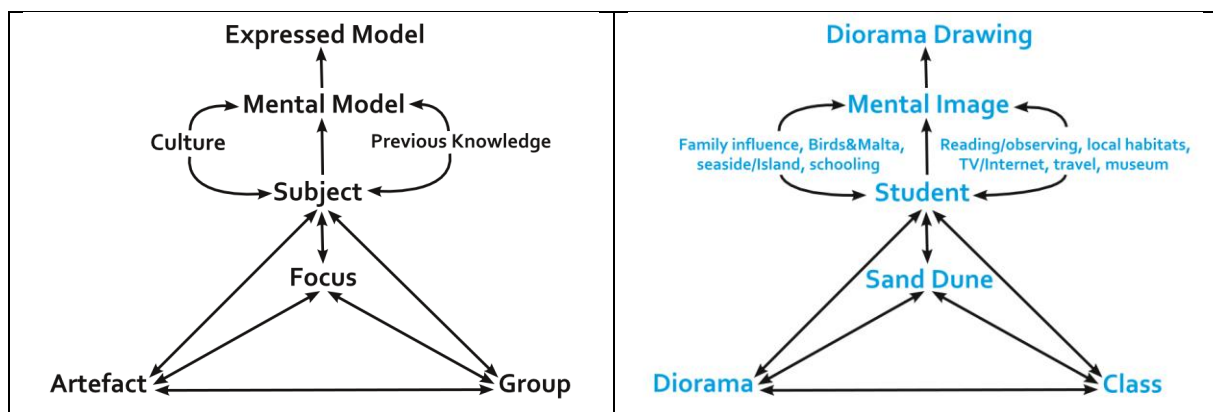 Expressed Model
Mental Model
Culture
Previous Knowledge
Subject
Focus
Artefact
Group
Diorama Drawing
Mental Image
Family influence, Birds&Malta,
seaside/Island, schooling
Reading/observing, local habitats,
TV/Internet, travel, museum
Student
Sand Dune
Diorama
Class